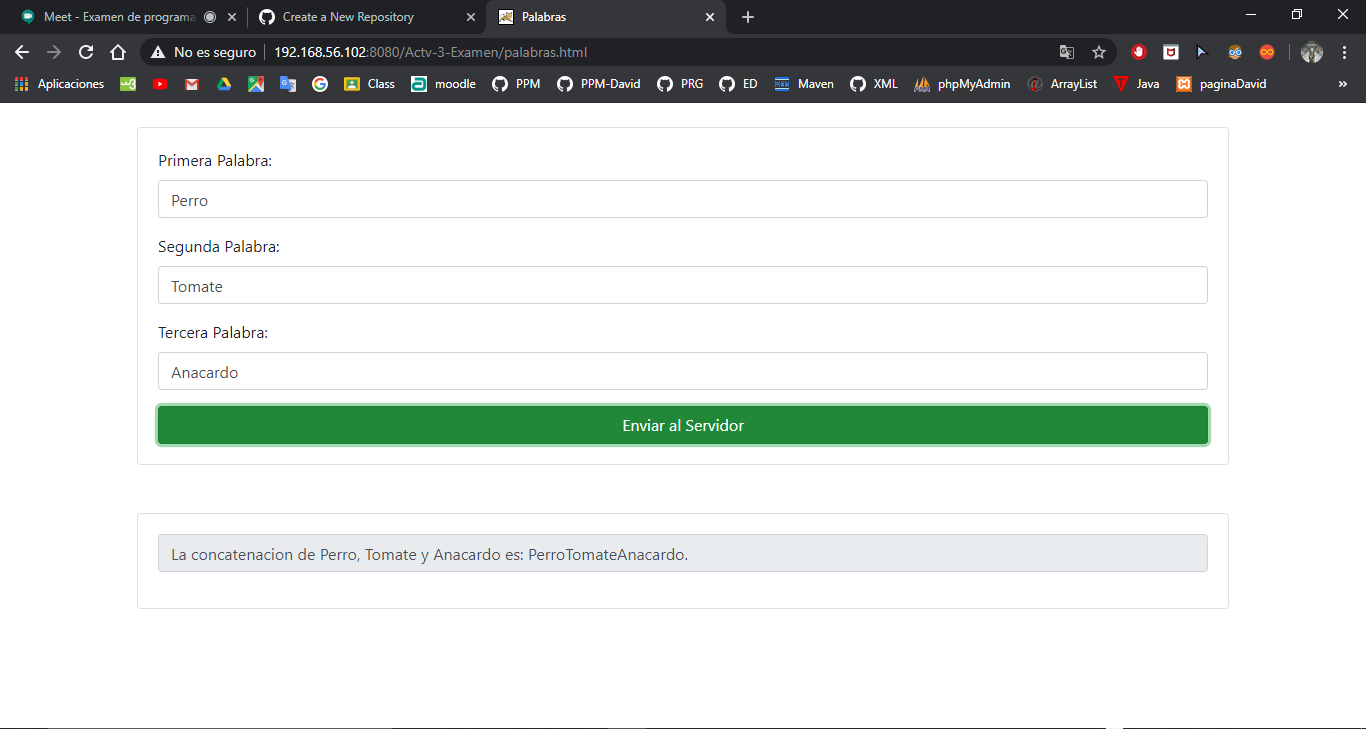 Meet - Examen de programa
Create a New Repository
Palabras
No es seguro
192.168.56.102:8080/Actv-3-Examen/palabras.html
Aplicaciones
Class
moodle
PPM
PPM-David
PRG
ED
Maven
XML
phpMyAdmin
ArrayList
Java
paginaDavid
»
Primera Palabra:
Perro
Segunda Palabra:
Tomate
Tercera Palabra:
Anacardo
Enviar al Servidor
La concatenacion de Perro, Tomate y Anacardo es: PerroTomateAnacardo.